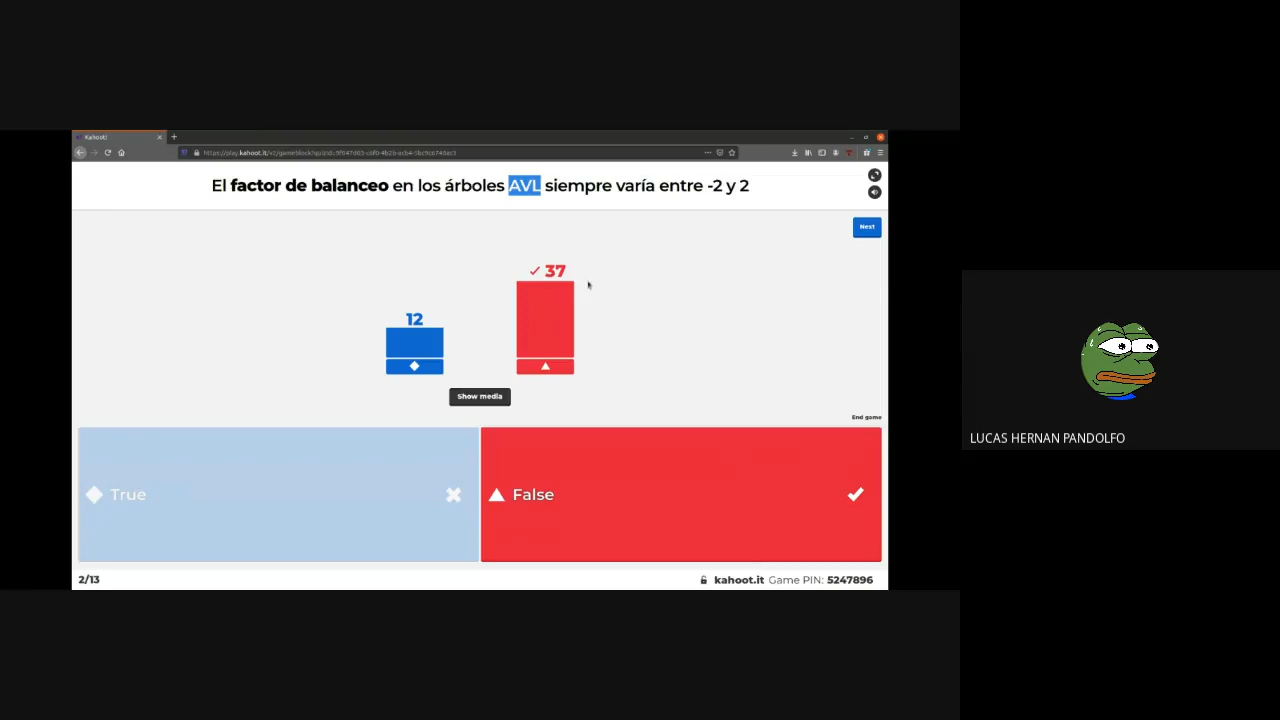 Kahoot!
El factor de balanceo en los árboles AVL siempre varía entre -2 y 2
Next
12
37
Show media
End game
True
False
2/13
kahoot.it Game PIN: 5247896
LUCAS HERNAN PANDOLFO